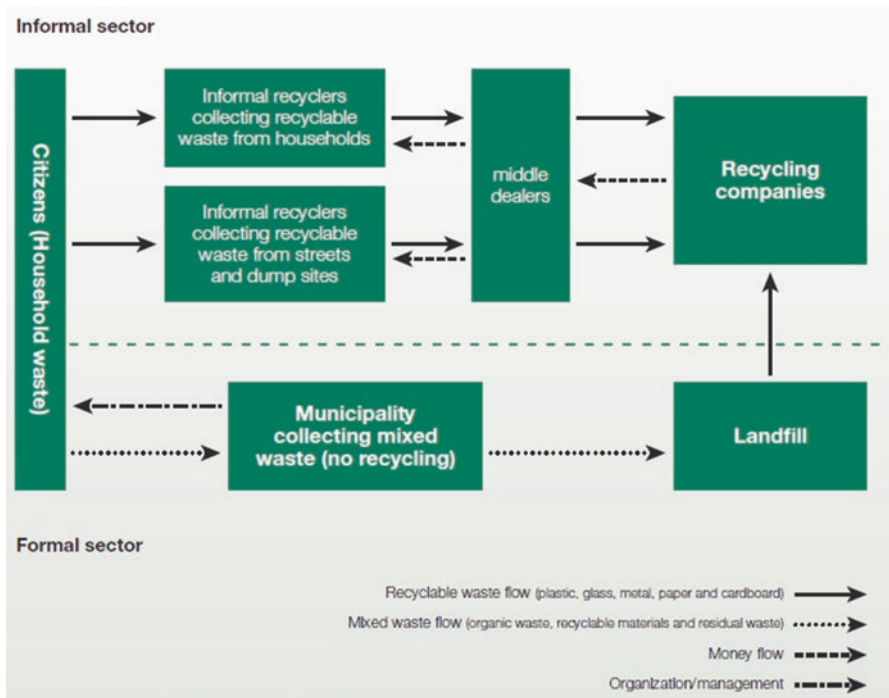 Informal sector
Citizens (Household waste)
Informal recyclers
collecting recyclable
waste from households
Informal recyclers
collecting recyclable
waste from streets
and dump sites
middle
dealers
Recycling
companies
Municipality
collecting mixed
waste (no recycling)
Landfill
Formal sector
Recyclable waste flow (plastic, glass, metal, paper and cardboard)
Mixed waste flow (organic waste, recyclable materials and residual waste)
Money flow
Organization/management